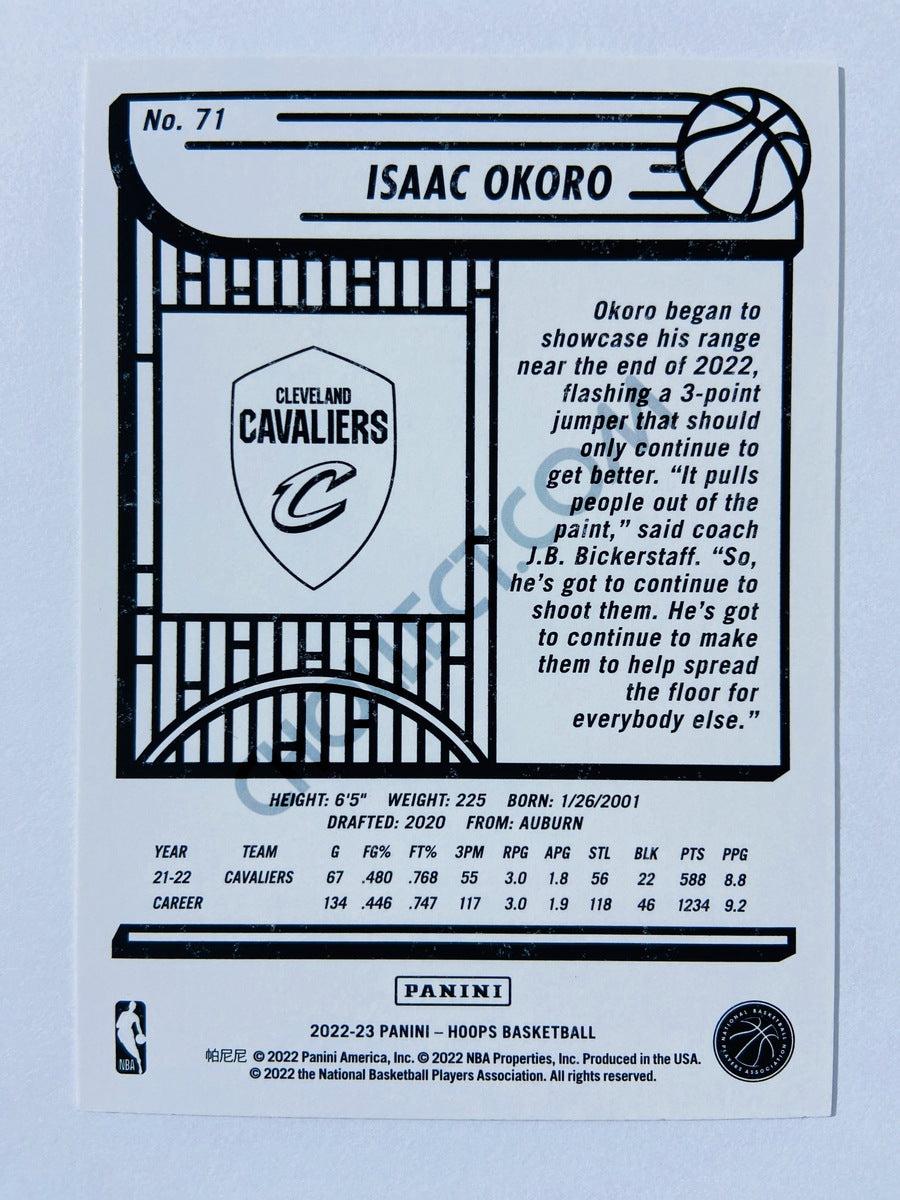 No. 71
ISAAC OKORO
CLEVELAND
CAVALIERS
C
Okoro began to
showcase his range
near the end of 2022,
flashing a 3-point
jumper that should
only continue to
get better. “It pulls
people out of the
paint,” said coach
J.B. Bickerstaff. “So,
he’s got to continue to
shoot them. He’s got
to continue to make
them to help spread
the floor for
everybody else.”
HEIGHT: 6'5" WEIGHT: 225 BORN: 1/26/2001
DRAFTED: 2020 FROM: AUBURN
YEAR TEAM G FG% FT% 3PM RPG APG STL BLK PTS PPG
21-22 CAVALIERS 67 .480 .768 55 3.0 1.8 56 22 588 8.8
CAREER 134 .446 .747 117 3.0 1.9 118 46 1234 9.2
PANINI
NBA
2022-23 PANINI – HOOPS BASKETBALL
帕尼尼 © 2022 Panini America, Inc. © 2022 NBA Properties, Inc. Produced in the USA.
© 2022 the National Basketball Players Association. All rights reserved.
NATIONAL BASKETBALL PLAYERS ASSOCIATION